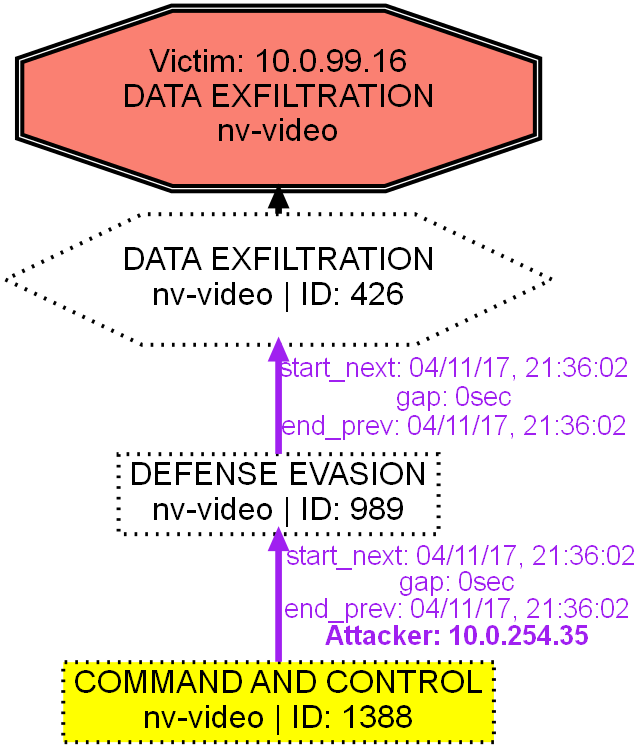 Victim: 10.0.99.16
DATA EXFILTRATION
nv-video
DATA EXFILTRATION
nv-video | ID: 426
start_next: 04/11/17, 21:36:02
gap: 0sec
end_prev: 04/11/17, 21:36:02
DEFENSE EVASION
nv-video | ID: 989
start_next: 04/11/17, 21:36:02
gap: 0sec
end_prev: 04/11/17, 21:36:02
Attacker: 10.0.254.35
COMMAND AND CONTROL
nv-video | ID: 1388